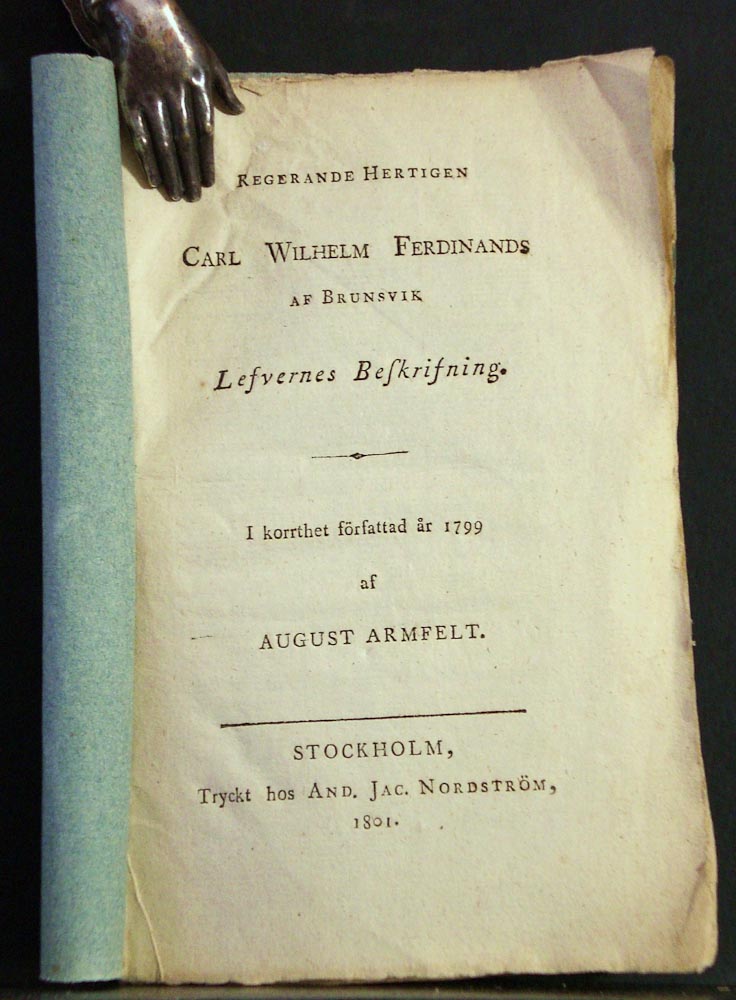 REGERANDE HERTIGEN
CARL WILHELM FERDINANDS
AF BRUNSVIK
Lefvernes Beſkrifning.
I korrthet författad år 1799
af
AUGUST ARMFELT.
STOCKHOLM,
Tryckt hos AND. JAC. NORDSTRÖM,
1801.